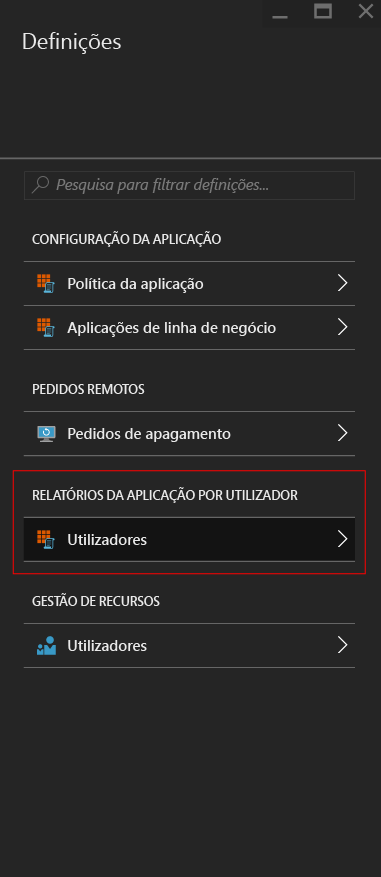 Definições
Pesquisa para filtrar definições...
CONFIGURAÇÃO DA APLICAÇÃO
Política da aplicação
Aplicações de linha de negócio
PEDIDOS REMOTOS
Pedidos de apagamento
RELATÓRIOS DA APLICAÇÃO POR UTILIZADOR
Utilizadores
GESTÃO DE RECURSOS
Utilizadores